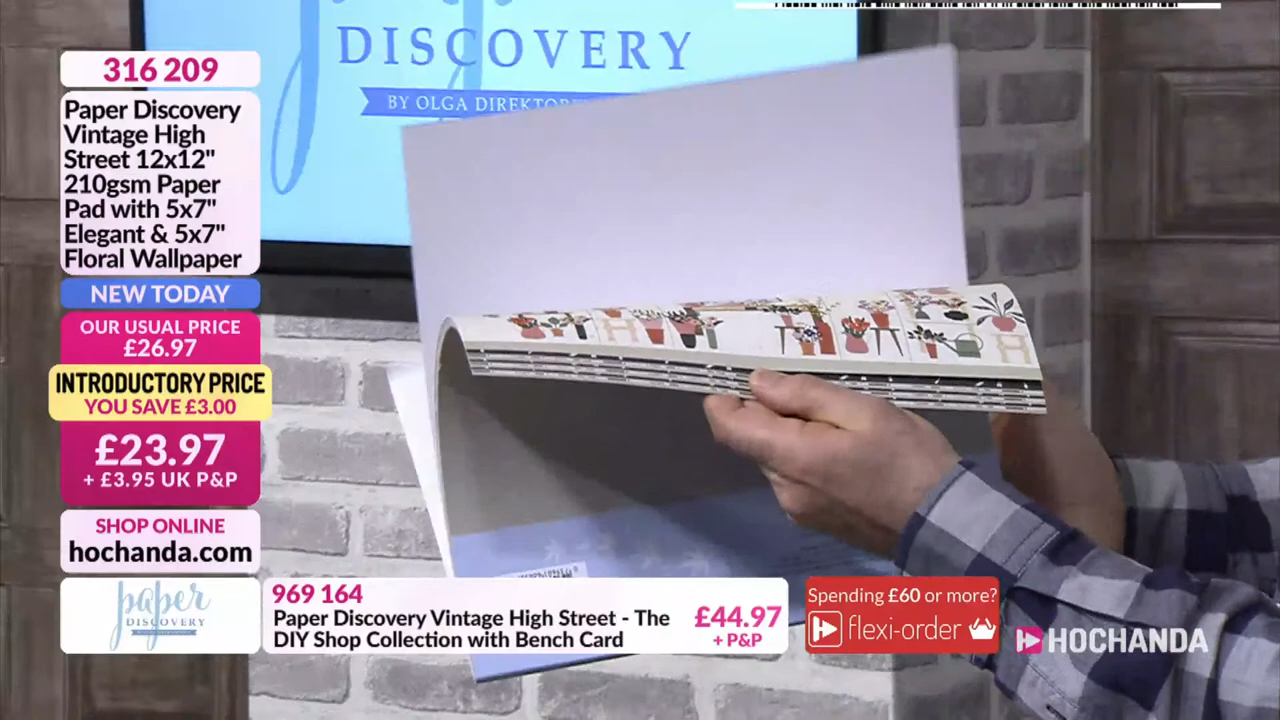 DISCOVERY
BY OLGA DIREKTOR
316 209
Paper Discovery
Vintage High
Street 12x12"
210gsm Paper
Pad with 5x7"
Elegant & 5x7"
Floral Wallpaper
NEW TODAY
OUR USUAL PRICE
£26.97
INTRODUCTORY PRICE
YOU SAVE £3.00
£23.97
+ £3.95 UK P&P
SHOP ONLINE
hochanda.com
paper
DISCOVERY
969 164
Paper Discovery Vintage High Street - The
DIY Shop Collection with Bench Card
£44.97
+ P&P
Spending £60 or more?
flexi-order
HOCHANDA